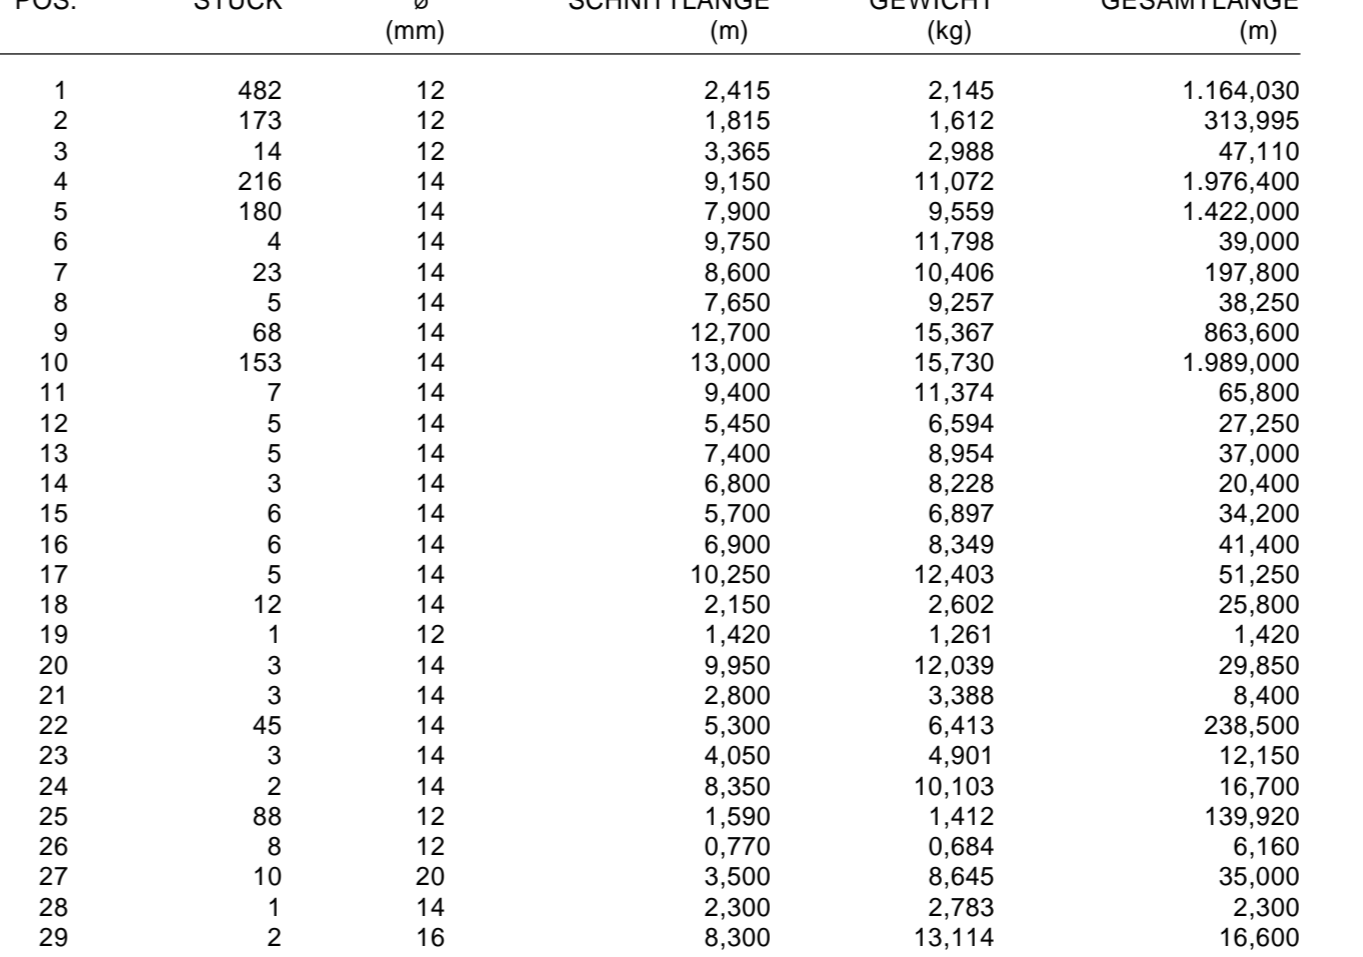 POS. STÜCK ø SCHNITTLÄNGE GEWICHT GESAMTLÄNGE
(mm) (m) (kg) (m)
1 482 12 2,415 2,145 1.164,030
2 173 12 1,815 1,612 313,995
3 14 12 3,365 2,988 47,110
4 216 14 9,150 11,072 1.976,400
5 180 14 7,900 9,559 1.422,000
6 4 14 9,750 11,798 39,000
7 23 14 8,600 10,406 197,800
8 5 14 7,650 9,257 38,250
9 68 14 12,700 15,367 863,600
10 153 14 13,000 15,730 1.989,000
11 7 14 9,400 11,374 65,800
12 5 14 5,450 6,594 27,250
13 5 14 7,400 8,954 37,000
14 3 14 6,800 8,228 20,400
15 6 14 5,700 6,897 34,200
16 6 14 6,900 8,349 41,400
17 5 14 10,250 12,403 51,250
18 12 14 2,150 2,602 25,800
19 1 12 1,420 1,261 1,420
20 3 14 9,950 12,039 29,850
21 3 14 2,800 3,388 8,400
22 45 14 5,300 6,413 238,500
23 3 14 4,050 4,901 12,150
24 2 14 8,350 10,103 16,700
25 88 12 1,590 1,412 139,920
26 8 12 0,770 0,684 6,160
27 10 20 3,500 8,645 35,000
28 1 14 2,300 2,783 2,300
29 2 16 8,300 13,114 16,600